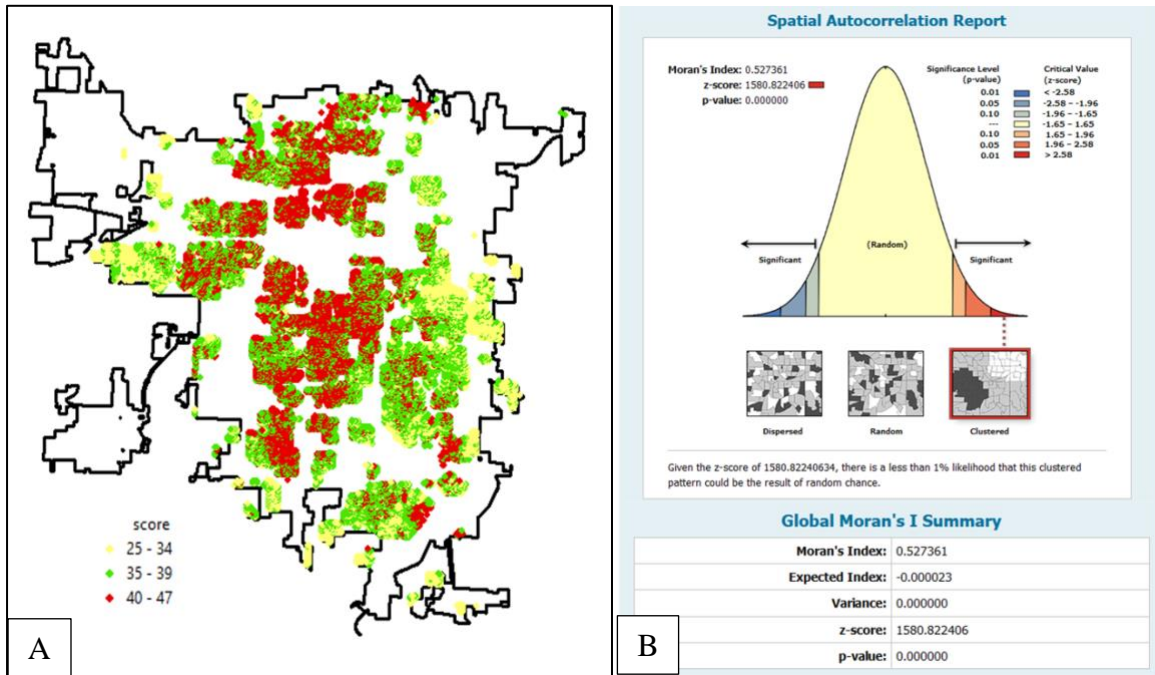 score
25 - 34
35 - 39
40 - 47
A
Spatial Autocorrelation Report
Moran's Index: 0.527361
z-score: 1580.822406
p-value: 0.000000
Significance Level Critical Value
(p-value) (z-score)
0.01 < -2.58
0.05 -2.58 – -1.96
0.10 -1.96 – -1.65
--- -1.65 – 1.65
0.10 1.65 – 1.96
0.05 1.96 – 2.58
0.01 > 2.58
(Random)
Significant Significant
Dispersed Random Clustered
Given the z-score of 1580.82240634, there is a less than 1% likelihood that this clustered
pattern could be the result of random chance.
Global Moran's I Summary
Moran's Index: 0.527361
Expected Index: -0.000023
Variance: 0.000000
z-score: 1580.822406
p-value: 0.000000
B